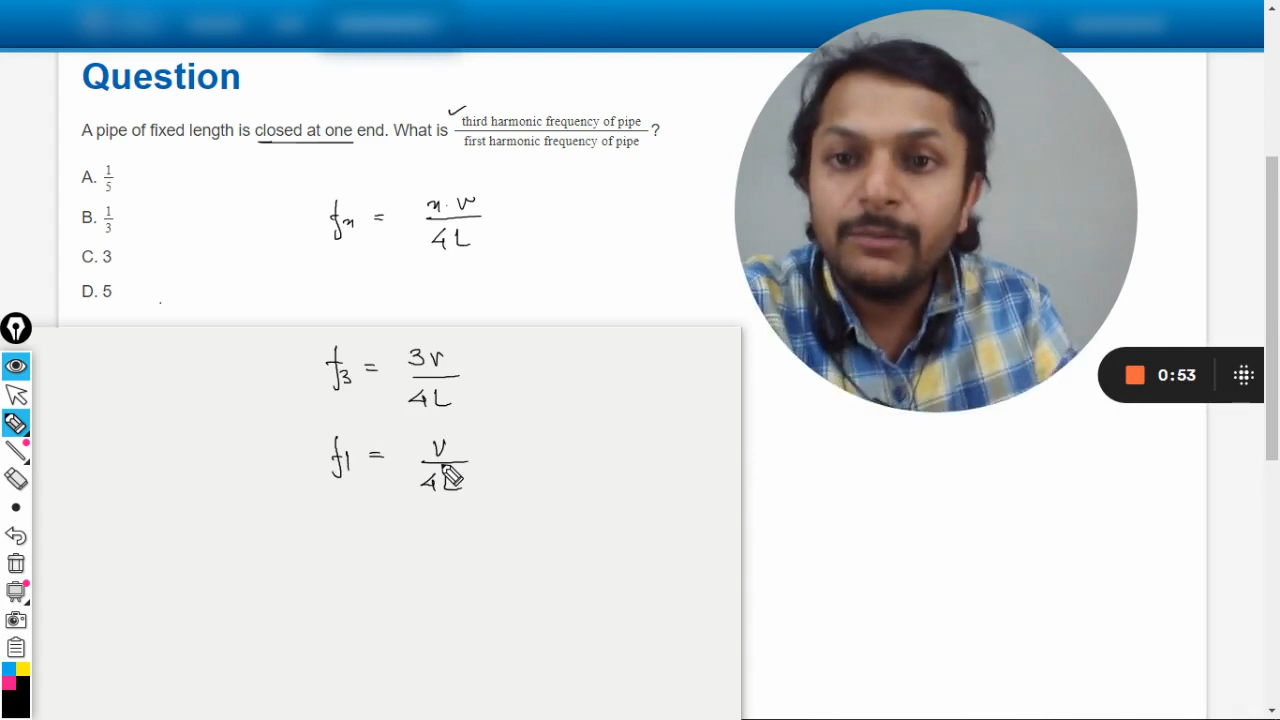 Question
A pipe of fixed length is closed at one end. What is third harmonic frequency of pipe / first harmonic frequency of pipe ?
A. 1/5
B. 1/3
C. 3
D. 5
fn = n . v / 4L
f3 = 3v / 4L
f1 = v / 4L
0:53